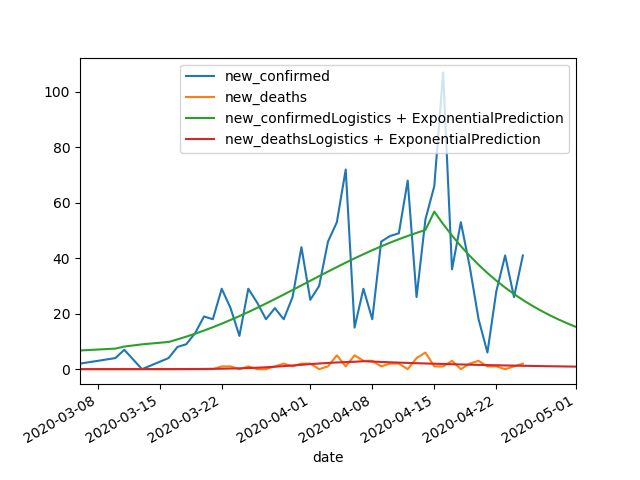 new_confirmed
new_deaths
new_confirmedLogistics + ExponentialPrediction
new_deathsLogistics + ExponentialPrediction
100
80
60
40
20
0
2020-03-08
2020-03-15
2020-03-22
2020-04-01
2020-04-08
2020-04-15
2020-04-22
2020-05-01
date